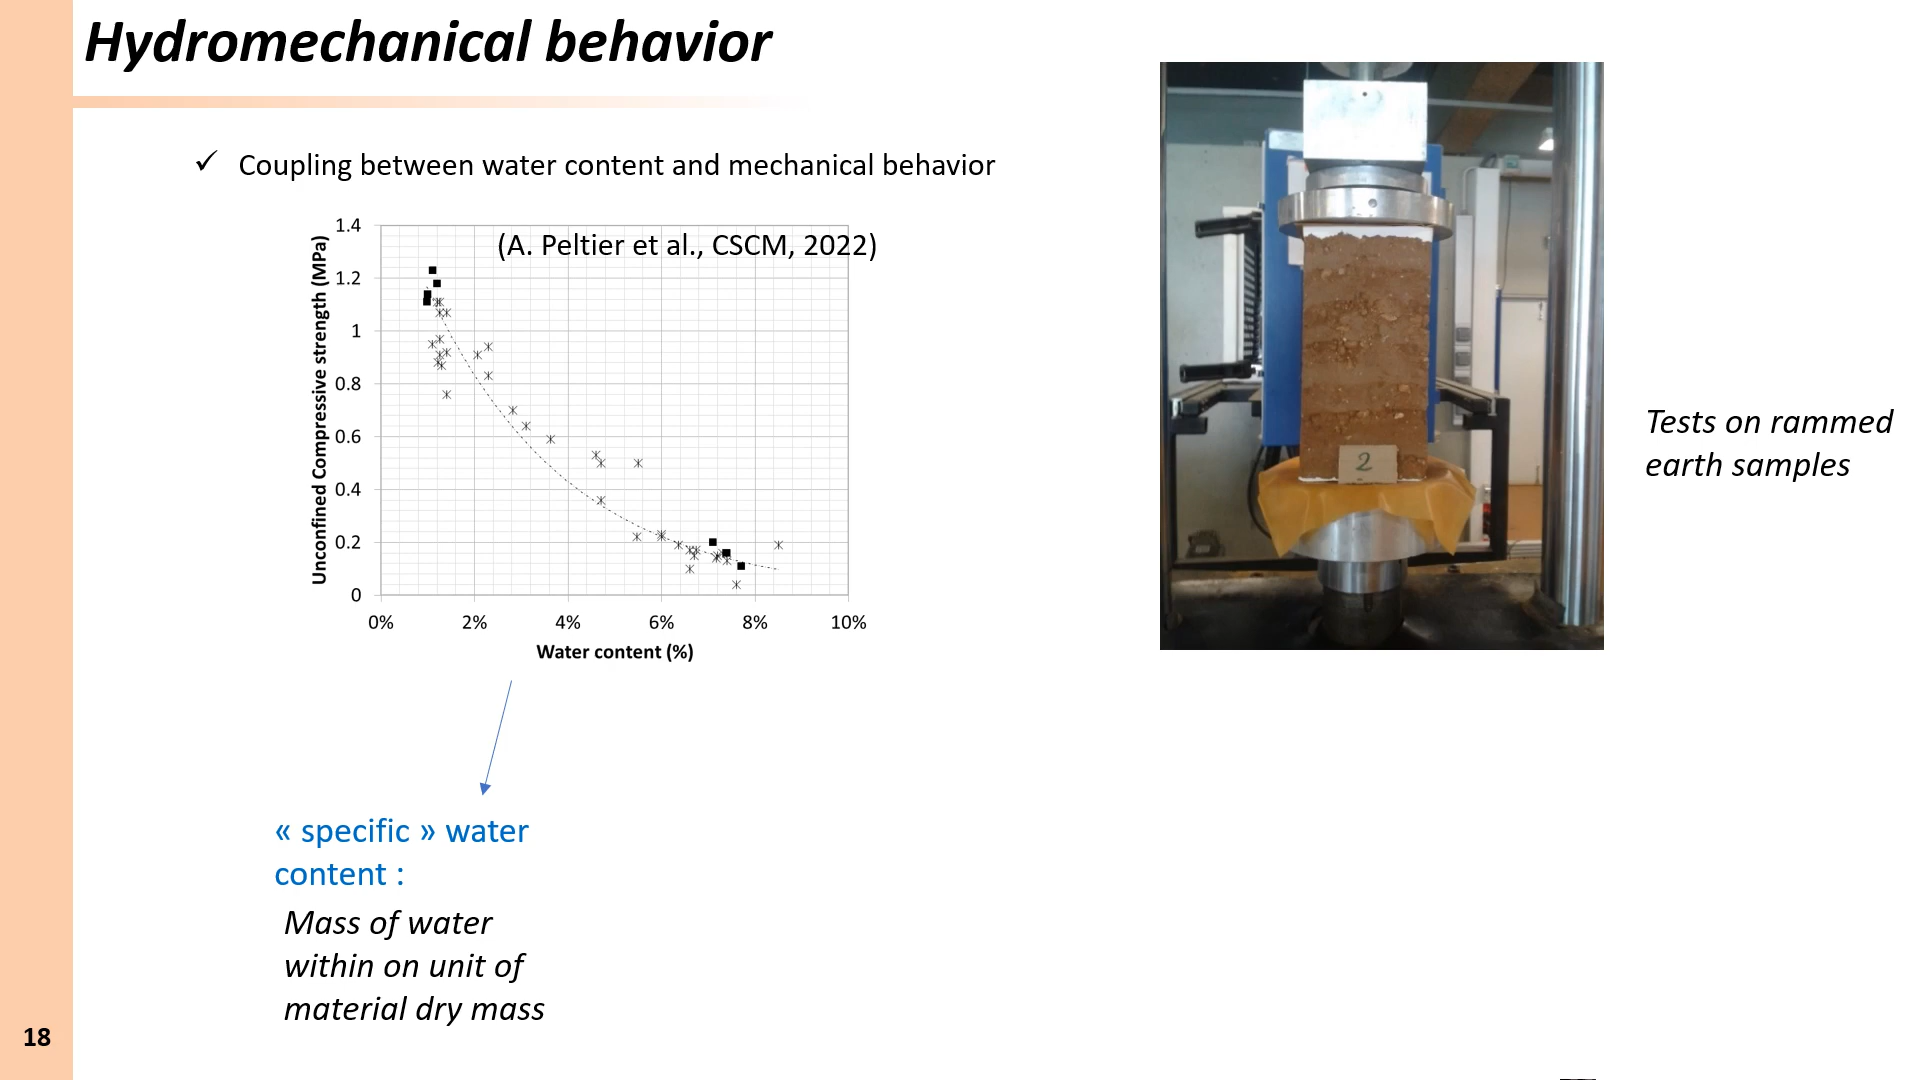 Hydromechanical behavior
✓ Coupling between water content and mechanical behavior
(A. Peltier et al., CSCM, 2022)
Unconfined Compressive strength (MPa)
1.4
1.2
1
0.8
0.6
0.4
0.2
0
0% 2% 4% 6% 8% 10%
Water content (%)
2
Tests on rammed
earth samples
« specific » water
content :
Mass of water
within on unit of
material dry mass
18